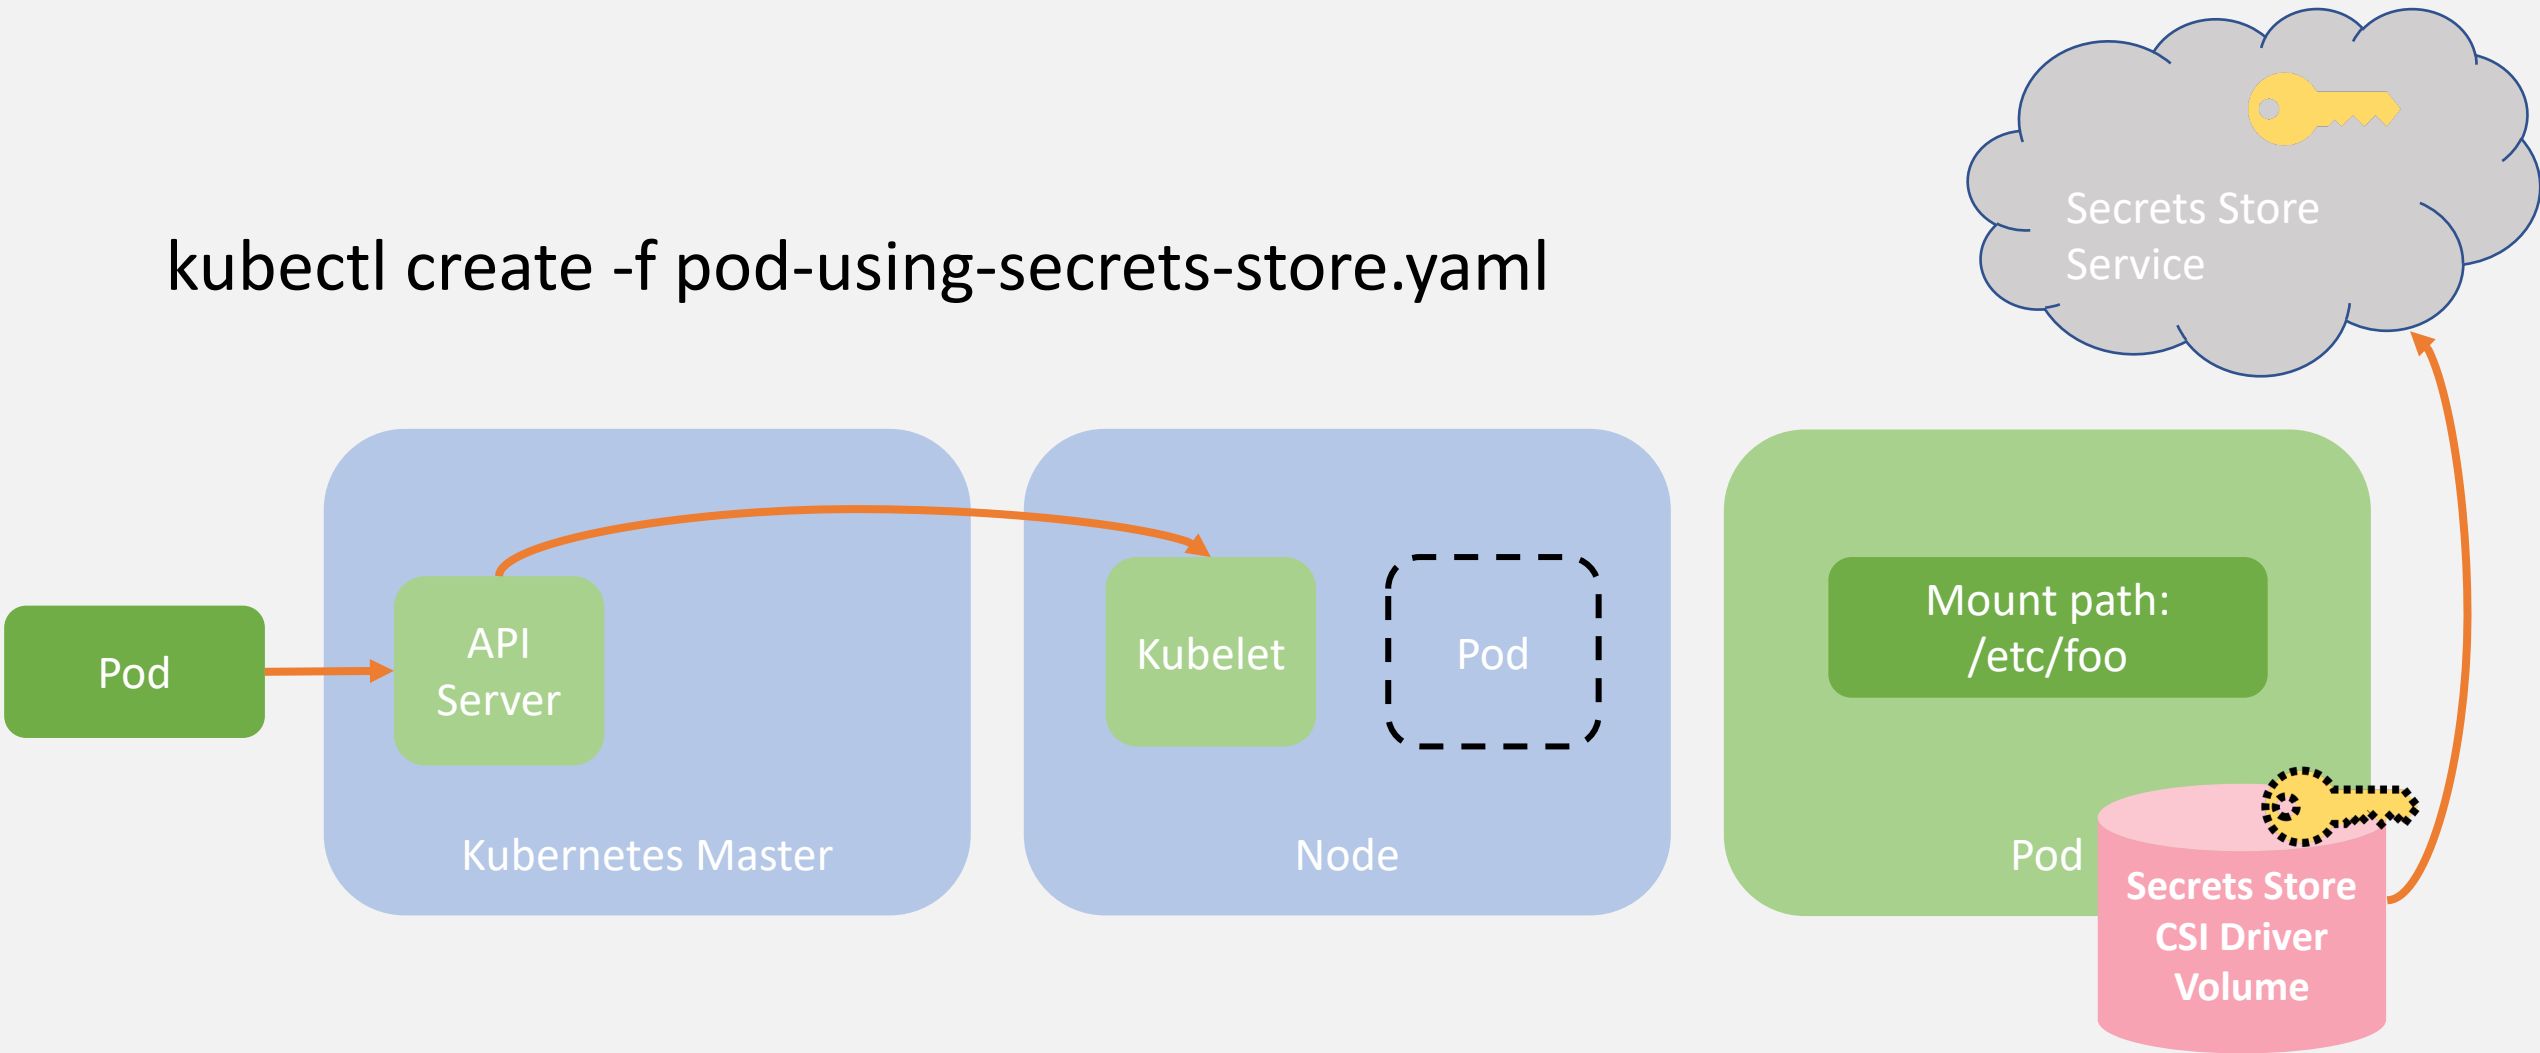 Secrets Store
Service
kubectl create -f pod-using-secrets-store.yaml
Pod
API
Server
Kubernetes Master
Kubelet
Pod
Node
Mount path:
/etc/foo
Pod
Secrets Store
CSI Driver
Volume